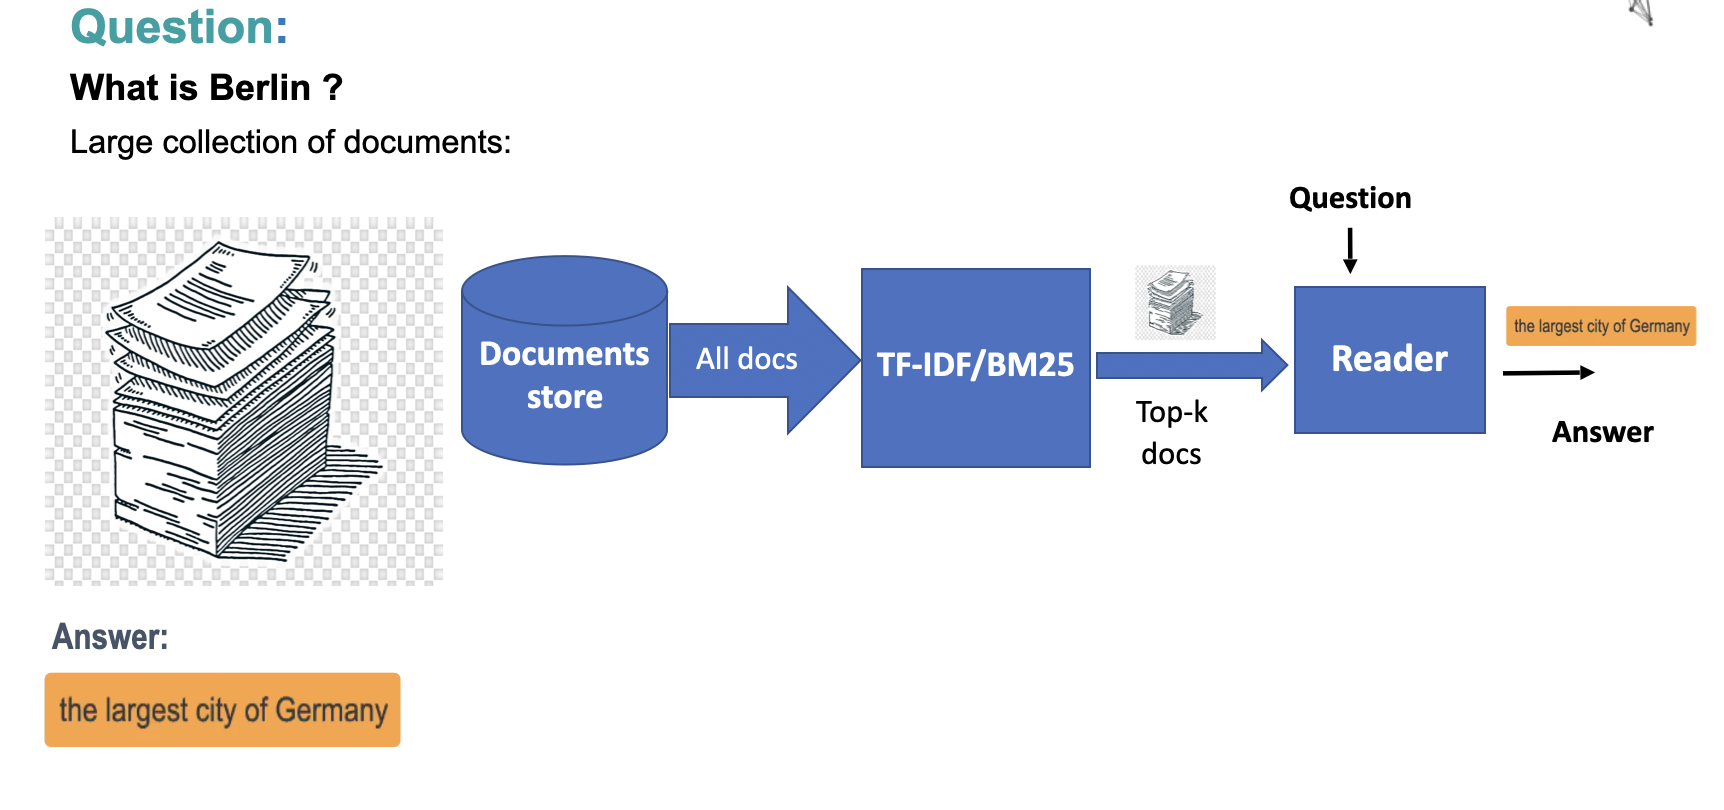 Question:
What is Berlin ?
Large collection of documents:
Question
Documents
store
All docs
TF-IDF/BM25
Top-k
docs
Reader
the largest city of Germany
Answer
Answer:
the largest city of Germany